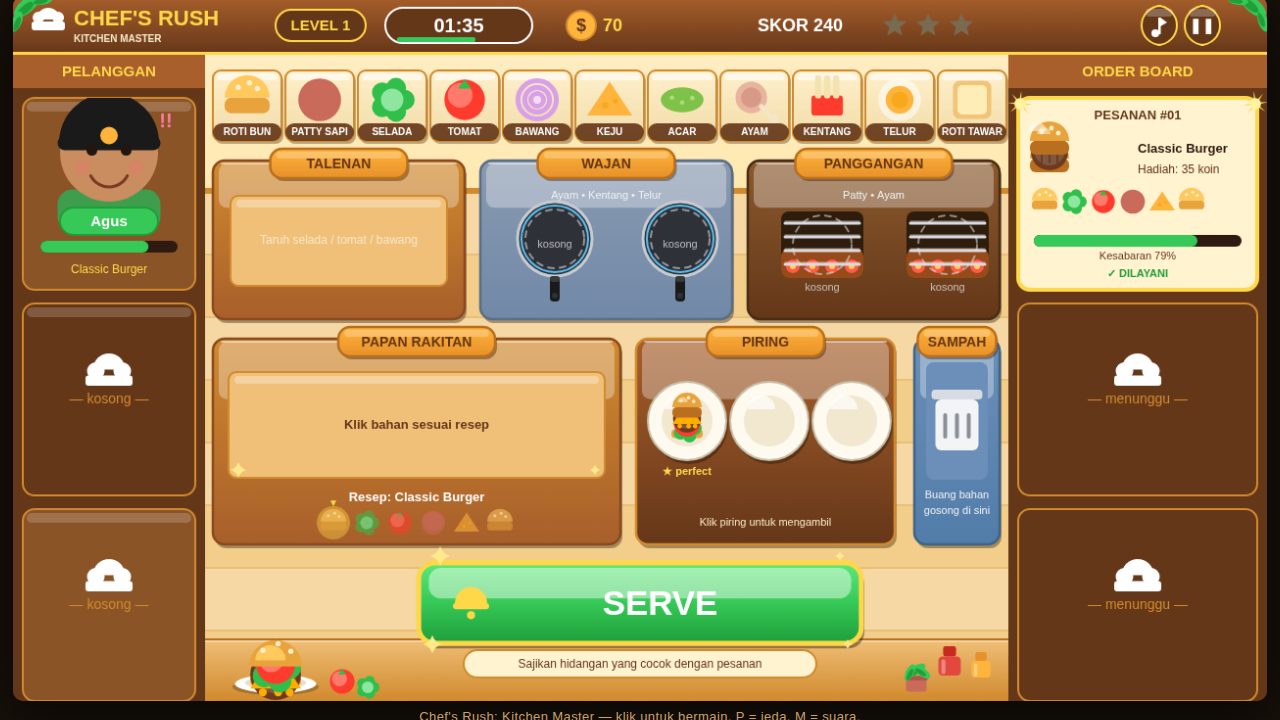 CHEF'S RUSH
KITCHEN MASTER
LEVEL 1
01:35
$ 70
SKOR 240
PELANGGAN
ORDER BOARD
!!
Agus
Classic Burger
— kosong —
— kosong —
ROTI BUN
PATTY SAPI
SELADA
TOMAT
BAWANG
KEJU
ACAR
AYAM
KENTANG
TELUR
ROTI TAWAR
TALENAN
Taruh selada / tomat / bawang
WAJAN
Ayam • Kentang • Telur
kosong
kosong
PANGGANGAN
Patty • Ayam
kosong
kosong
PAPAN RAKITAN
Klik bahan sesuai resep
Resep: Classic Burger
PIRING
★ perfect
Klik piring untuk mengambil
SAMPAH
Buang bahan
gosong di sini
SERVE
Sajikan hidangan yang cocok dengan pesanan
PESANAN #01
Classic Burger
Hadiah: 35 koin
Kesabaran 79%
✓ DILAYANI
— menunggu —
— menunggu —
Chef's Rush: Kitchen Master — klik untuk bermain. P = jeda, M = suara.